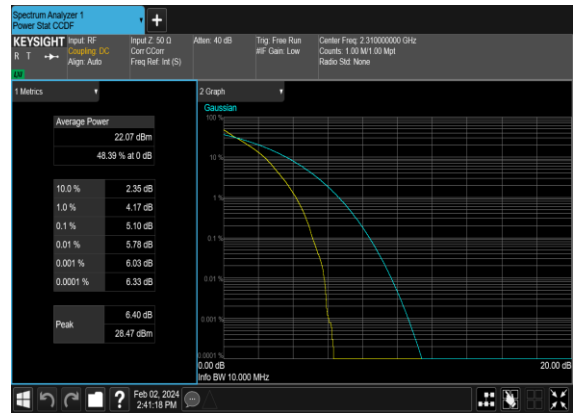 Spectrum Analyzer 1
Power Stat CCDF
+
KEYSIGHT
R T
LXI
Input: RF
Coupling: DC
Align: Auto
Input Z: 50 Ω
Corr CCorr
Freq Ref: Int (S)
Atten: 40 dB
Trig: Free Run
#IF Gain: Low
Center Freq: 2.310000000 GHz
Counts: 1.00 M/1.00 Mpt
Radio Std: None
1 Metrics
Average Power
22.07 dBm
48.39 % at 0 dB
10.0 % 2.35 dB
1.0 % 4.17 dB
0.1 % 5.10 dB
0.01 % 5.78 dB
0.001 % 6.03 dB
0.0001 % 6.33 dB
Peak
6.40 dB
28.47 dBm
2 Graph
Gaussian
100 %
10 %
1 %
0.1 %
0.01 %
0.001 %
0.0001 %
0.00 dB 20.00 dB
Info BW 10.000 MHz
?
Feb 02, 2024
2:41:18 PM